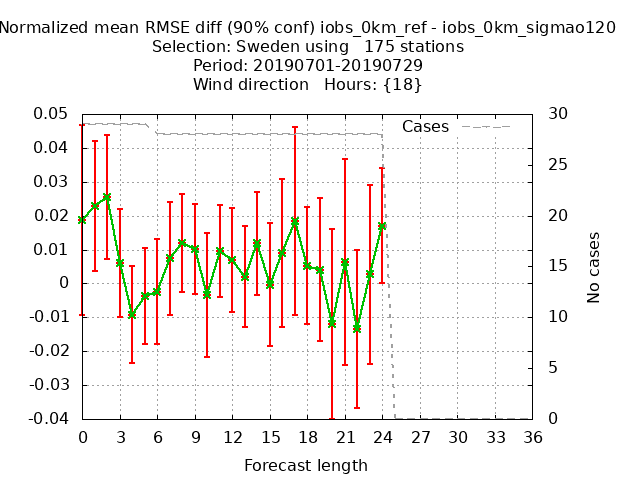 Normalized mean RMSE diff (90% conf) iobs_0km_ref - iobs_0km_sigmao120
Selection: Sweden using 175 stations
Period: 20190701-20190729
Wind direction Hours: {18}
Cases
0.05
0.04
0.03
0.02
0.01
0
-0.01
-0.02
-0.03
-0.04
30
25
20
15
10
5
0
No cases
0 3 6 9 12 15 18 21 24 27 30 33 36
Forecast length